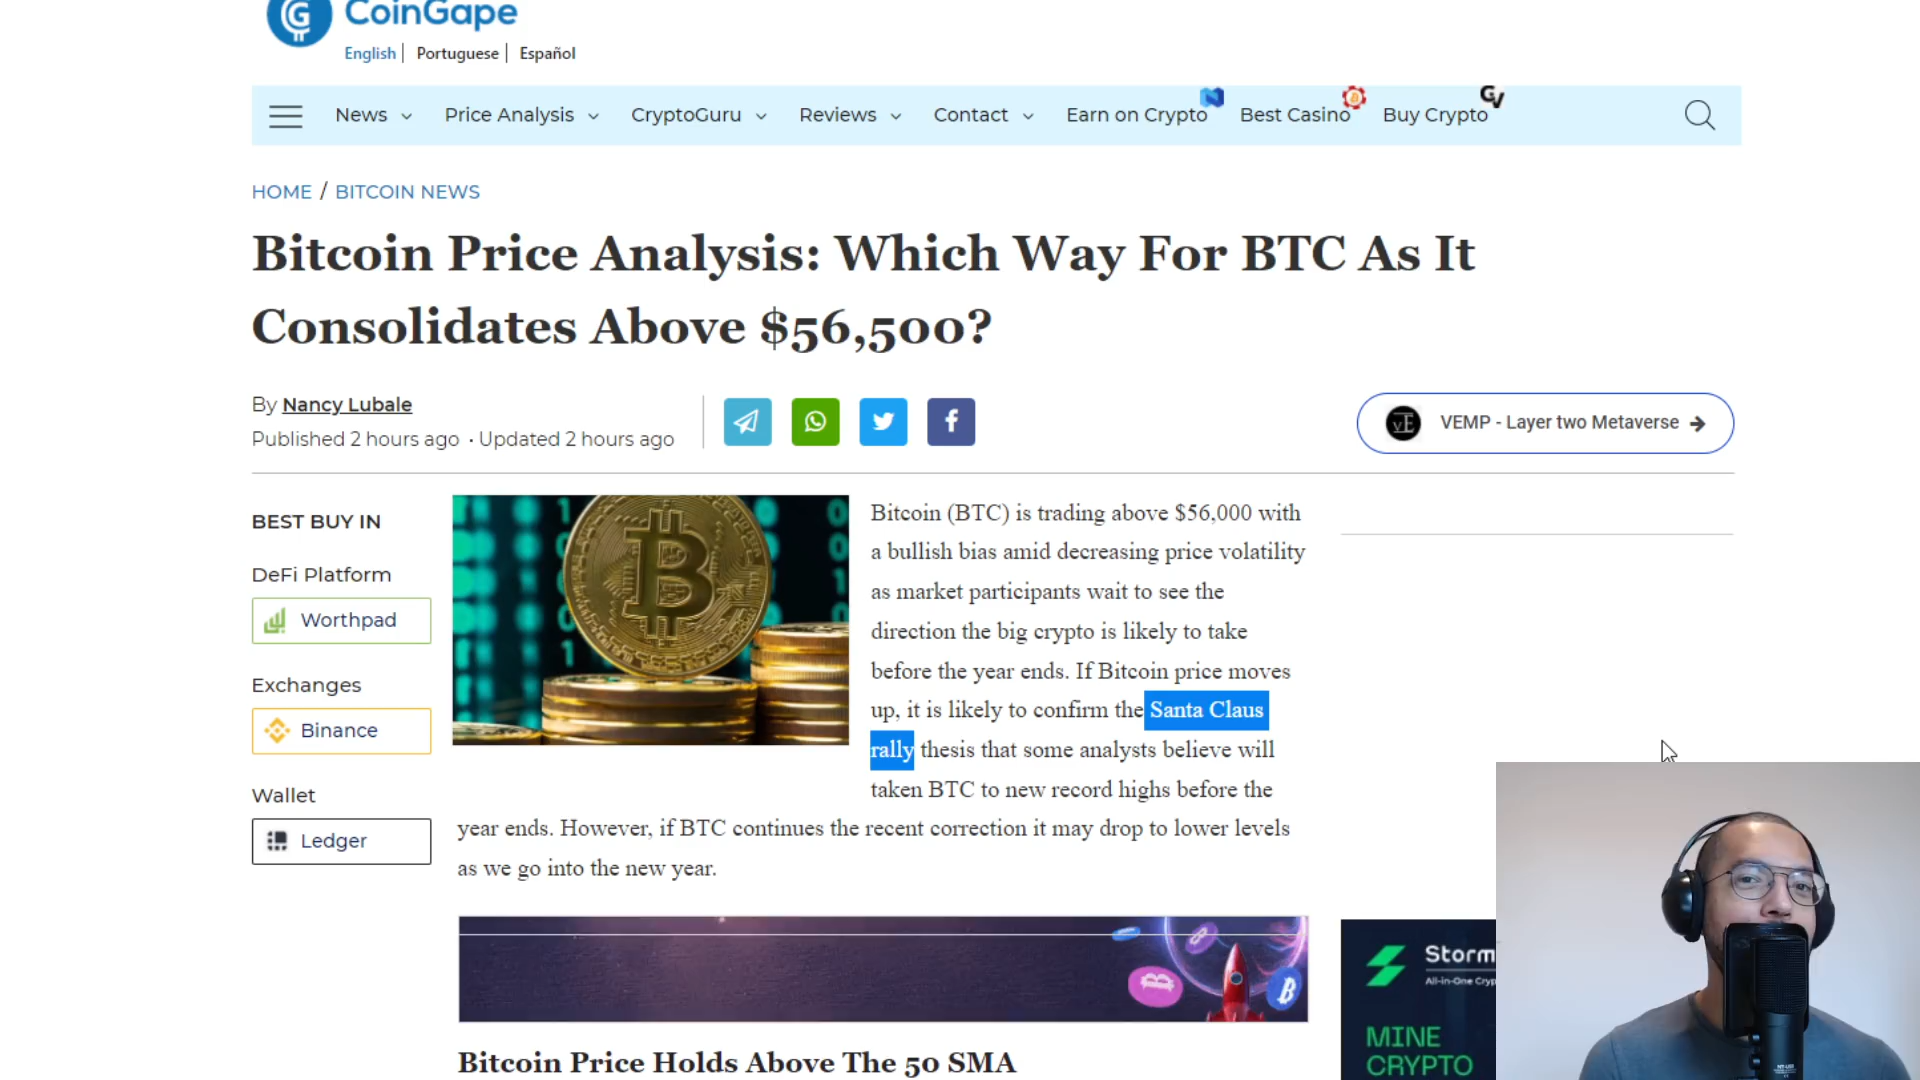 CoinGape
English | Portuguese | Español
News Price Analysis CryptoGuru Reviews Contact Earn on Crypto Best Casino Buy Crypto
HOME / BITCOIN NEWS
Bitcoin Price Analysis: Which Way For BTC As It
Consolidates Above $56,500?
By Nancy Lubale
Published 2 hours ago · Updated 2 hours ago
VEMP - Layer two Metaverse
BEST BUY IN
DeFi Platform
Worthpad
Exchanges
Binance
Wallet
Ledger
Bitcoin (BTC) is trading above $56,000 with
a bullish bias amid decreasing price volatility
as market participants wait to see the
direction the big crypto is likely to take
before the year ends. If Bitcoin price moves
up, it is likely to confirm the Santa Claus
rally thesis that some analysts believe will
taken BTC to new record highs before the
year ends. However, if BTC continues the recent correction it may drop to lower levels
as we go into the new year.
Storm
All-in-One Cryp
MINE
CRYPTO
Bitcoin Price Holds Above The 50 SMA